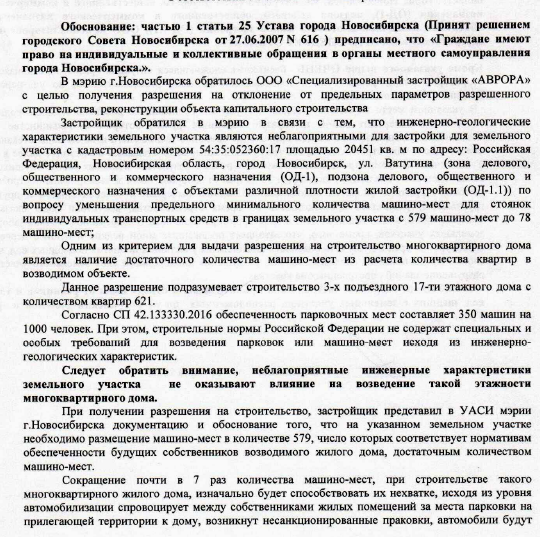 Обоснование: частью 1 статьи 25 Устава города Новосибирска (Принят решением
городского Совета Новосибирска от 27.06.2007 N 616 ) предписано, что «Граждане имеют
право на индивидуальные и коллективные обращения в органы местного самоуправления
города Новосибирска.».
В мэрию г.Новосибирска обратилось ООО «Специализированный застройщик «АВРОРА»
с целью получения разрешения на отклонение от предельных параметров разрешенного
строительства, реконструкции объекта капитального строительства
Застройщик обратился в мэрию в связи с тем, что инженерно-геологические
характеристики земельного участка являются неблагоприятными для застройки для земельного
участка с кадастровым номером 54:35:052360:17 площадью 20451 кв. м по адресу: Российская
Федерация, Новосибирская область, город Новосибирск, ул. Ватутина (зона делового,
общественного и коммерческого назначения (ОД-1), подзона делового, общественного и
коммерческого назначения с объектами различной плотности жилой застройки (ОД-1.1)) по
вопросу уменьшения предельного минимального количества машино-мест для стоянок
индивидуальных транспортных средств в границах земельного участка с 579 машино-мест до 78
машино-мест;
Одним из критерием для выдачи разрешения на строительство многоквартирного дома
является наличие достаточного количества машино-мест из расчета количества квартир в
возводимом объекте.
Данное разрешение подразумевает строительство 3-х подъездного 17-ти этажного дома с
количеством квартир 621.
Согласно СП 42.133330.2016 обеспеченность парковочных мест составляет 350 машин на
1000 человек. При этом, строительные нормы Российской Федерации не содержат специальных и
особых требований для возведения парковок или машино-мест исходя из инженерно-
геологических характеристик.
Следует обратить внимание, неблагоприятные инженерные характеристики
земельного участка не оказывают влияние на возведение такой этажности
многоквартирного дома.
При получении разрешения на строительство, застройщик представил в УАСИ мэрии
г.Новосибирска документацию и обоснование того, что на указанном земельном участке
необходимо размещение машино-мест в количестве 579, число которых соответствует нормативам
обеспеченности будущих собственников возводимого жилого дома, достаточным количеством
машино-мест.
Сокращение почти в 7 раз количества машино-мест, при строительстве такого
многоквартирного жилого дома, изначально будет способствовать их нехватке, исходя из уровня
автомобилизации спровоцирует между собственниками жилых помещений за места парковки на
прилегающей территории к дому, возникнут несанкционированные праковки, автомобили будут